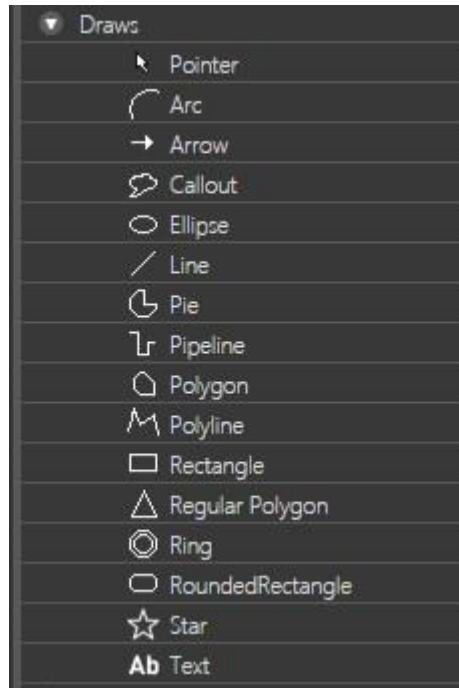 Draws
Pointer
Arc
Arrow
Callout
Ellipse
Line
Pie
Pipeline
Polygon
Polyline
Rectangle
Regular Polygon
Ring
RoundedRectangle
Star
Ab Text